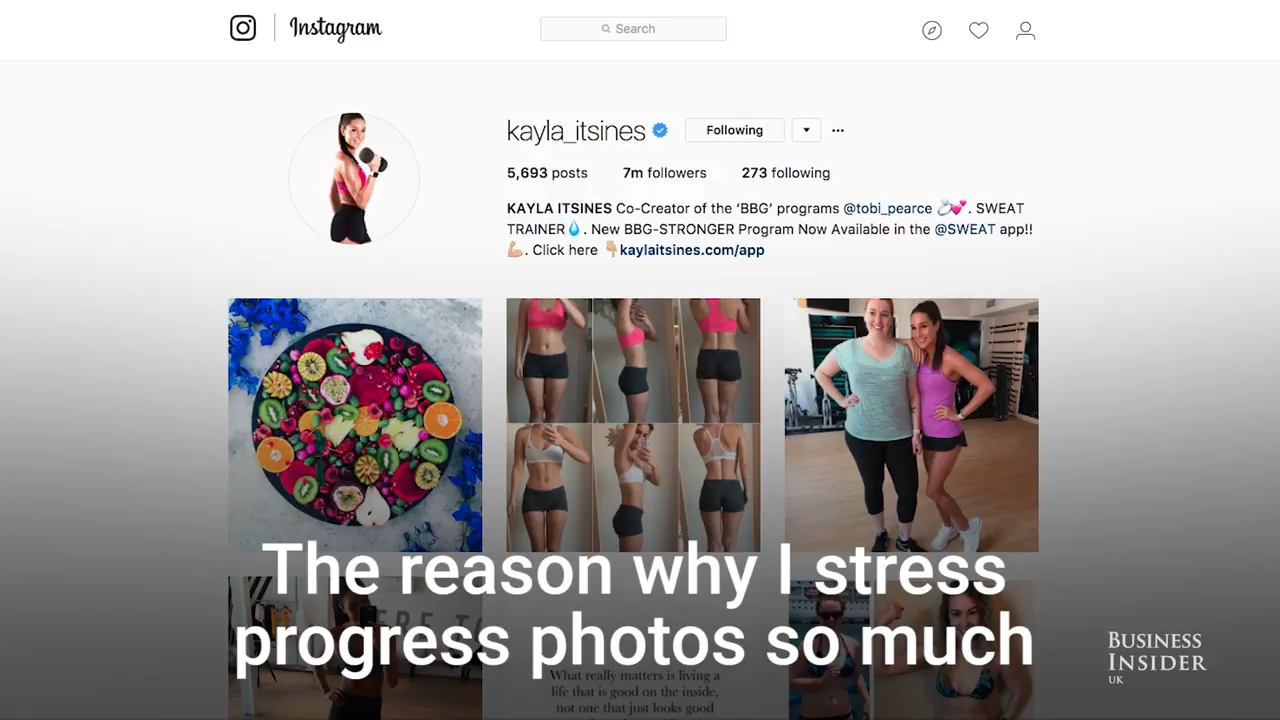 Instagram
Search
kayla_itsines
Following
5,693 posts
7m followers
273 following
KAYLA ITSINES Co-Creator of the ‘BBG’ programs @tobi_pearce 💍💕. SWEAT
TRAINER💧. New BBG-STRONGER Program Now Available in the @SWEAT app!!
💪🏼. Click here 👇🏼kaylaitsines.com/app
The reason why I stress
progress photos so much
What really matters is living a
life that is good on the inside,
not one that just looks good
BUSINESS
INSIDER
UK